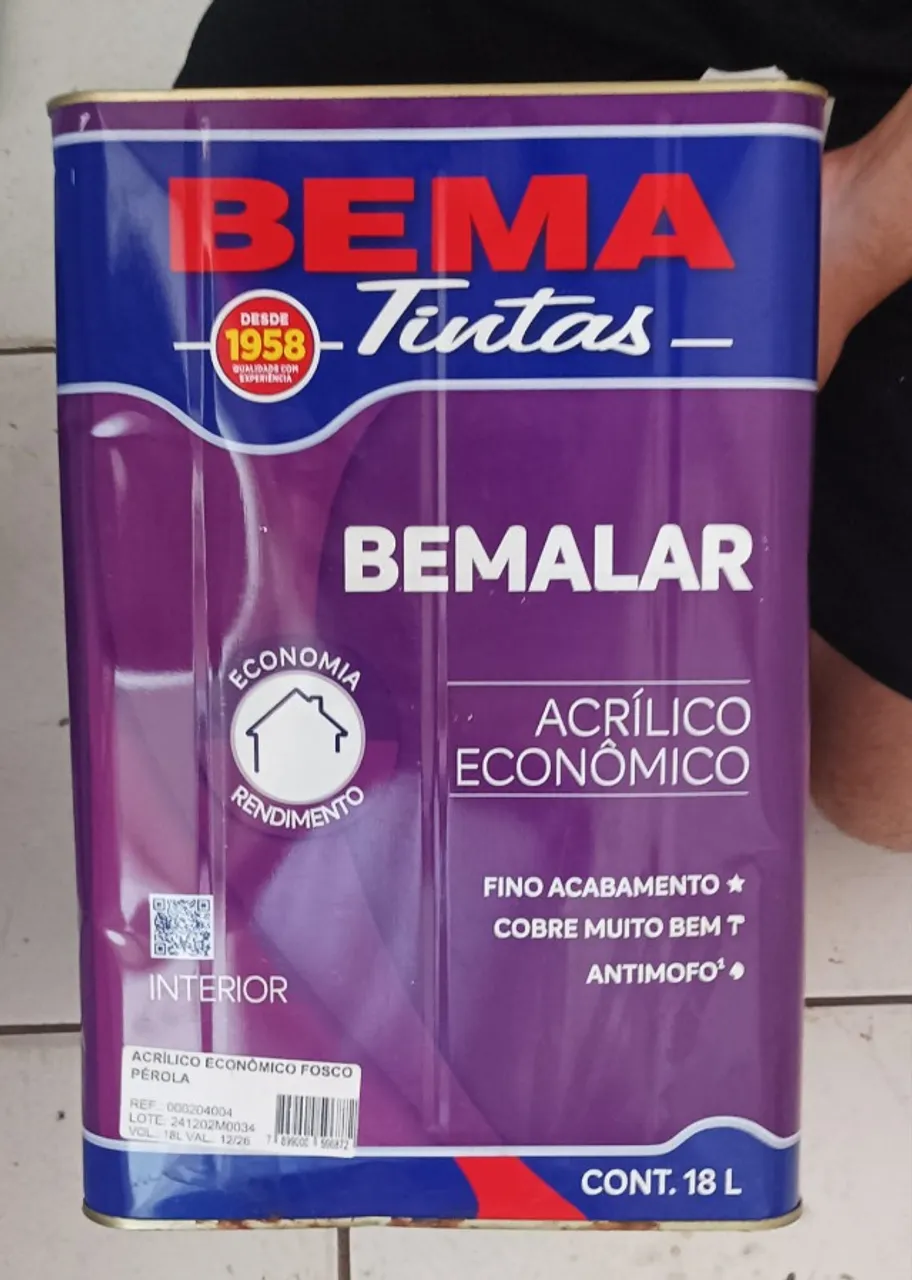 BEMA
Tintas
DESDE
1958
QUALIDADE COM
EXPERIÊNCIA
BEMALAR
ECONOMIA
RENDIMENTO
ACRÍLICO
ECONÔMICO
FINO ACABAMENTO
COBRE MUITO BEM
ANTIMOFO¹
INTERIOR
ACRÍLICO ECONÔMICO FOSCO
PÉROLA
REF.: 000204004
LOTE: 241202M0034
VOL.: 18L VAL.: 12/26
CONT. 18 L